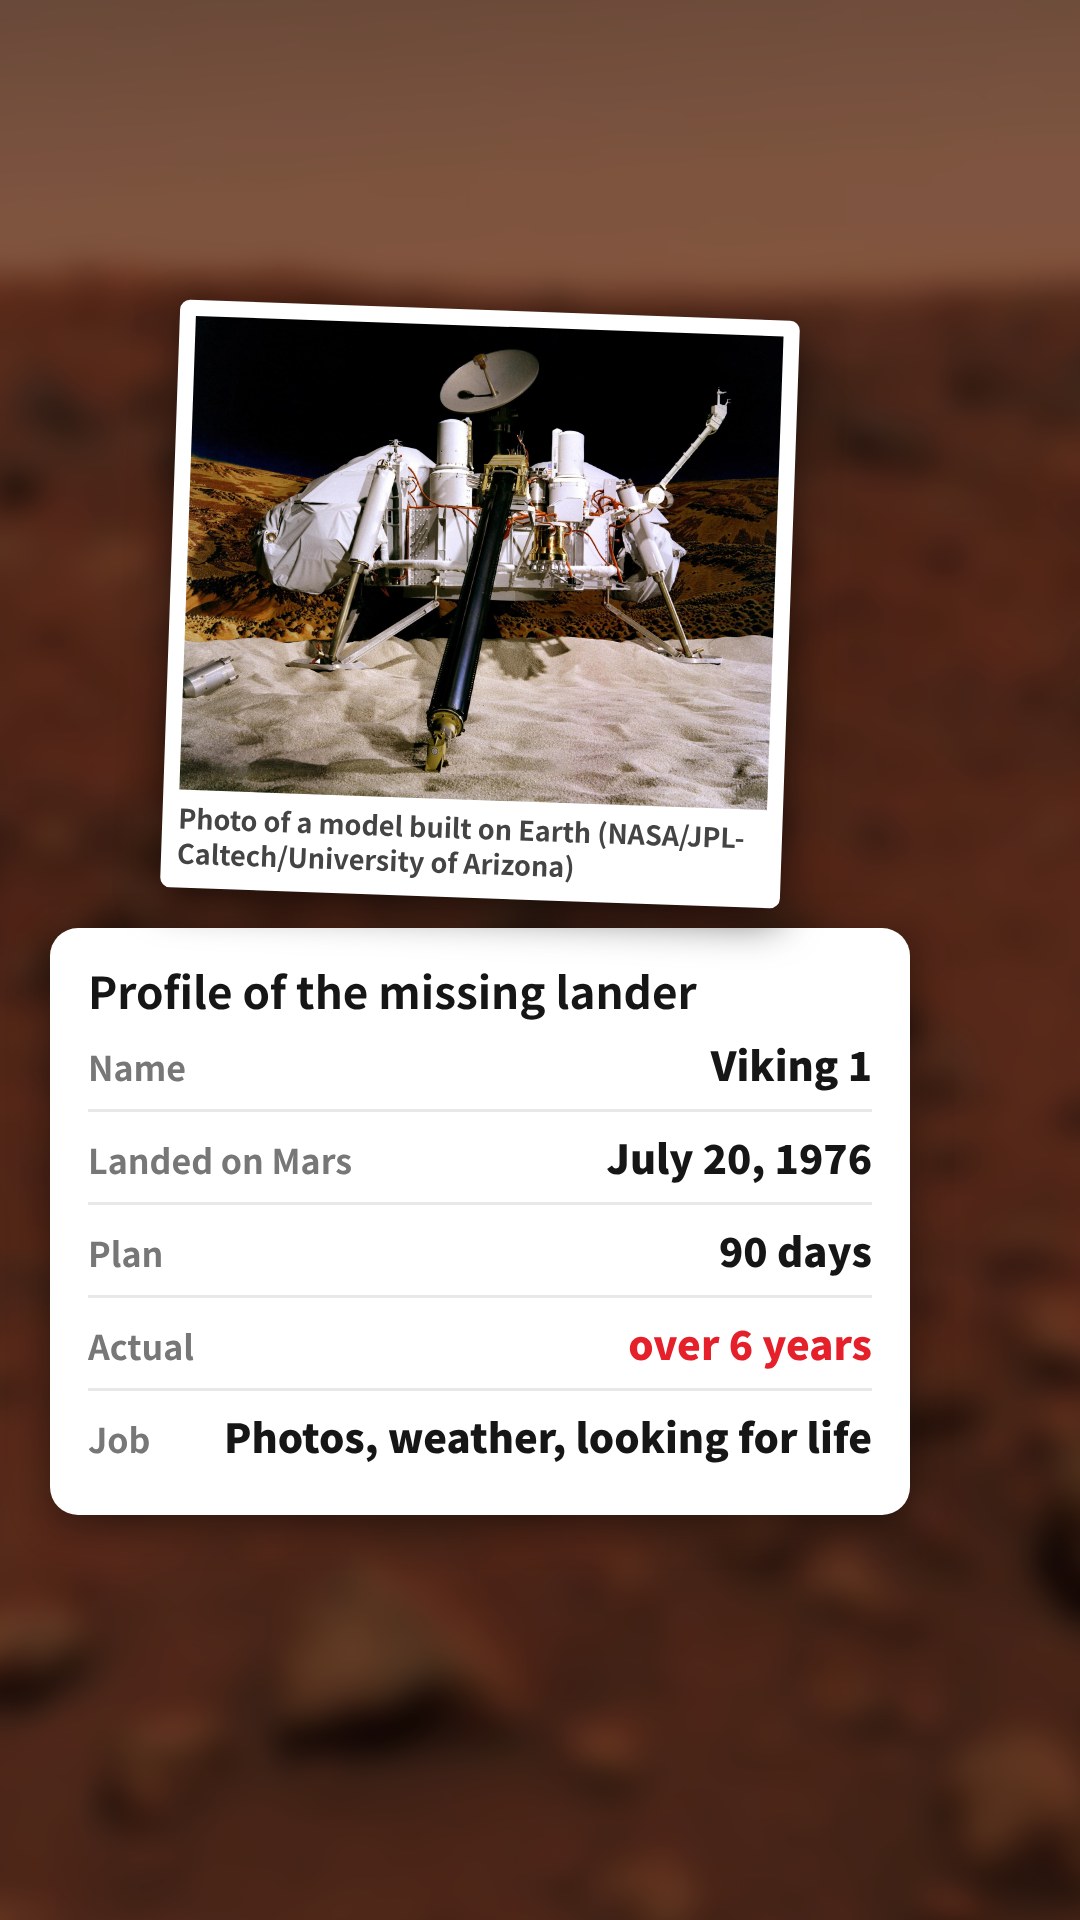 Photo of a model built on Earth (NASA/JPL-
Caltech/University of Arizona)
Profile of the missing lander
Name Viking 1
Landed on Mars July 20, 1976
Plan 90 days
Actual over 6 years
Job Photos, weather, looking for life